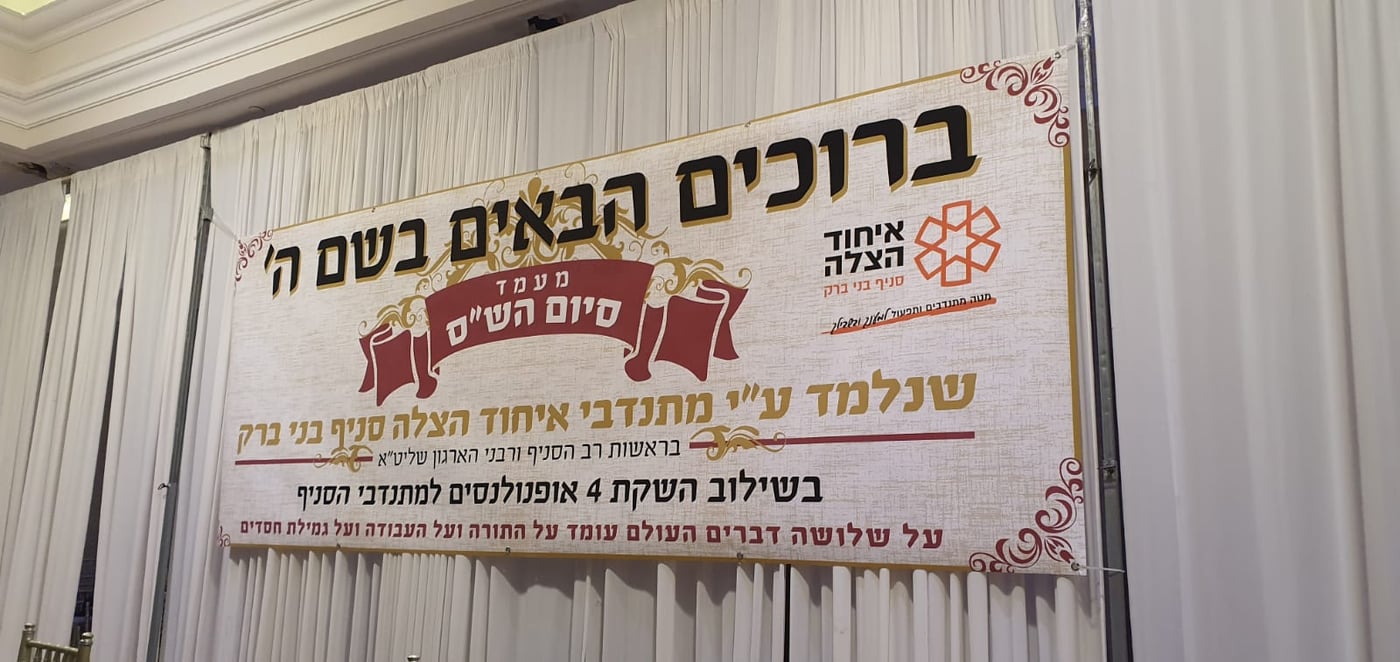 ברוכים הבאים בשם ה'
איחוד
הצלה
סניף בני ברק
מעמד
סיום הש"ס
שנלמד ע"י מתנדבי איחוד הצלה סניף בני ברק
בראשות רב הסניף ורבני הארגון שליט"א
בשילוב השקת 4 אופנולנסים למתנדבי הסניף
על שלושה דברים העולם עומד על התורה ועל העבודה ועל גמילת חסדים